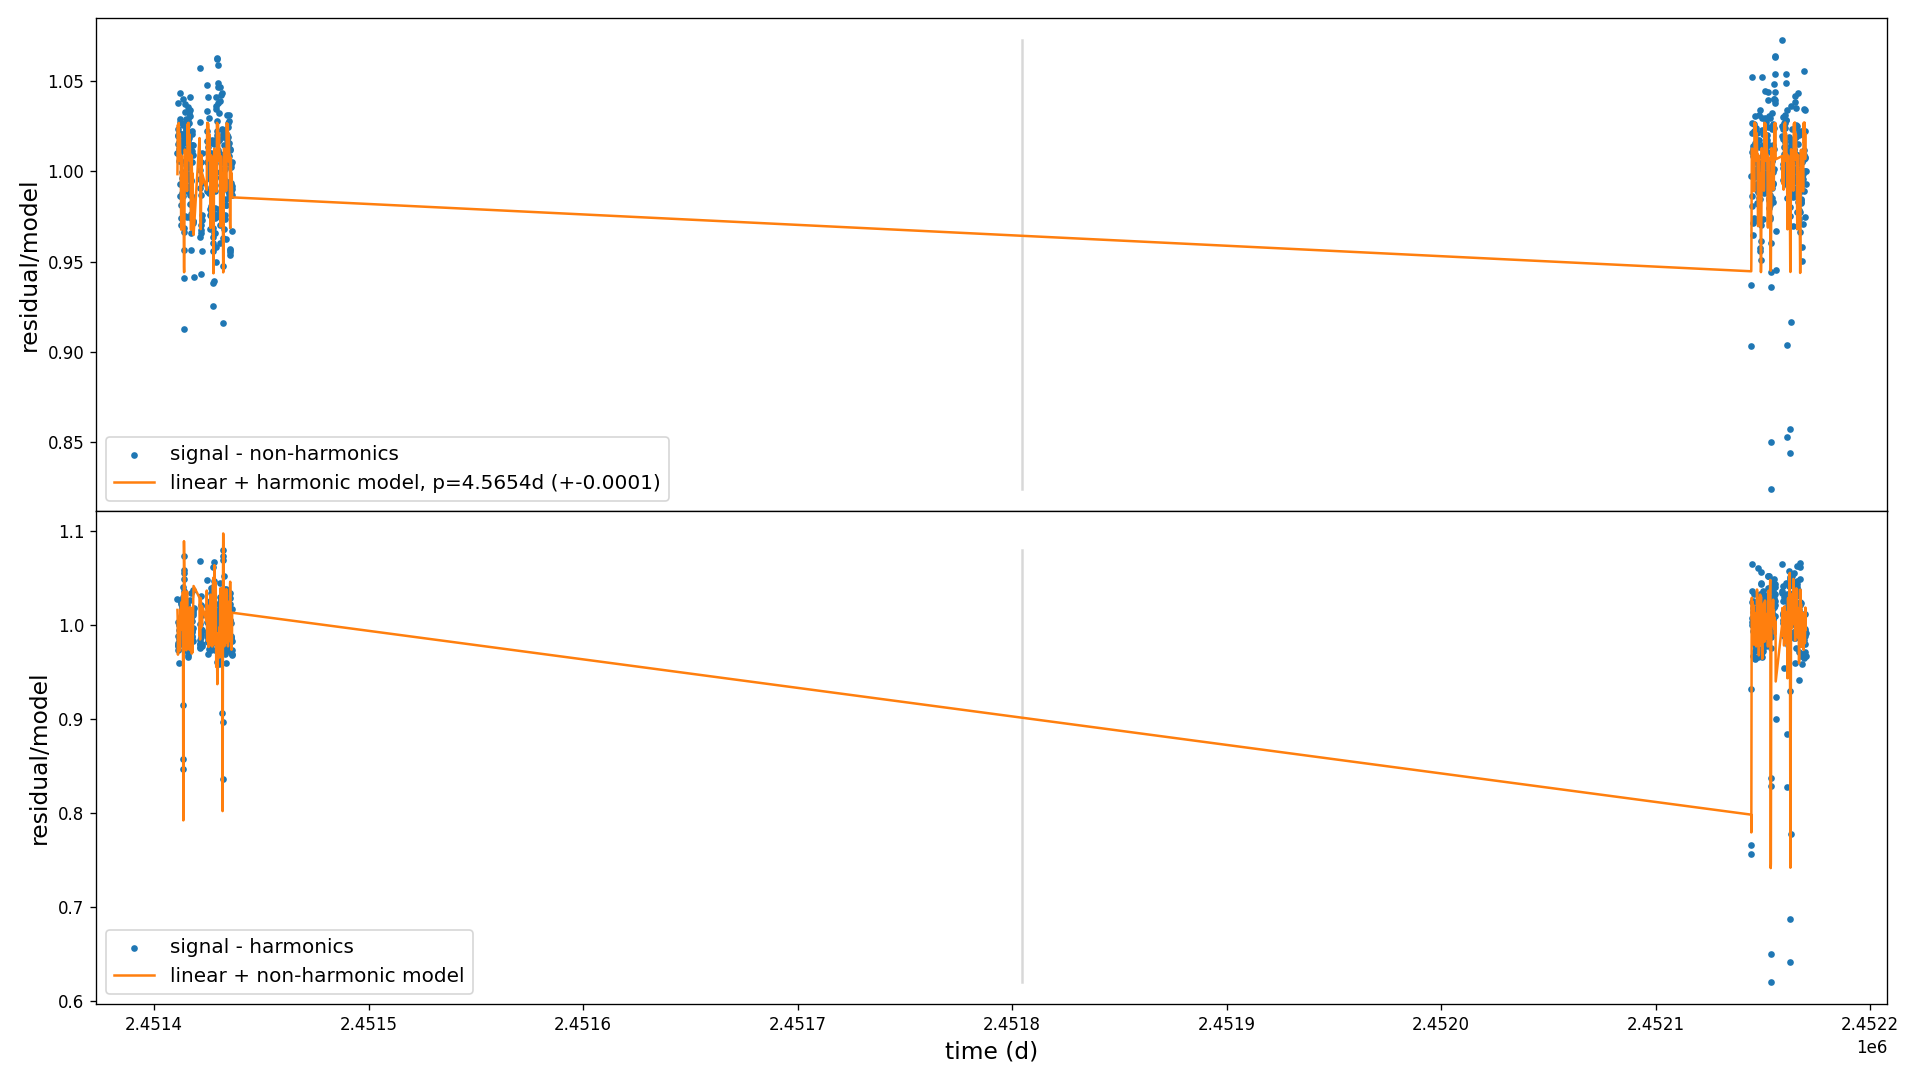 1.05
1.00
0.95
0.90
0.85
residual/model
signal - non-harmonics
linear + harmonic model, p=4.5654d (+-0.0001)
1.1
1.0
0.9
0.8
0.7
0.6
residual/model
signal - harmonics
linear + non-harmonic model
2.4514 2.4515 2.4516 2.4517 2.4518 2.4519 2.4520 2.4521 2.4522
time (d)
1e6